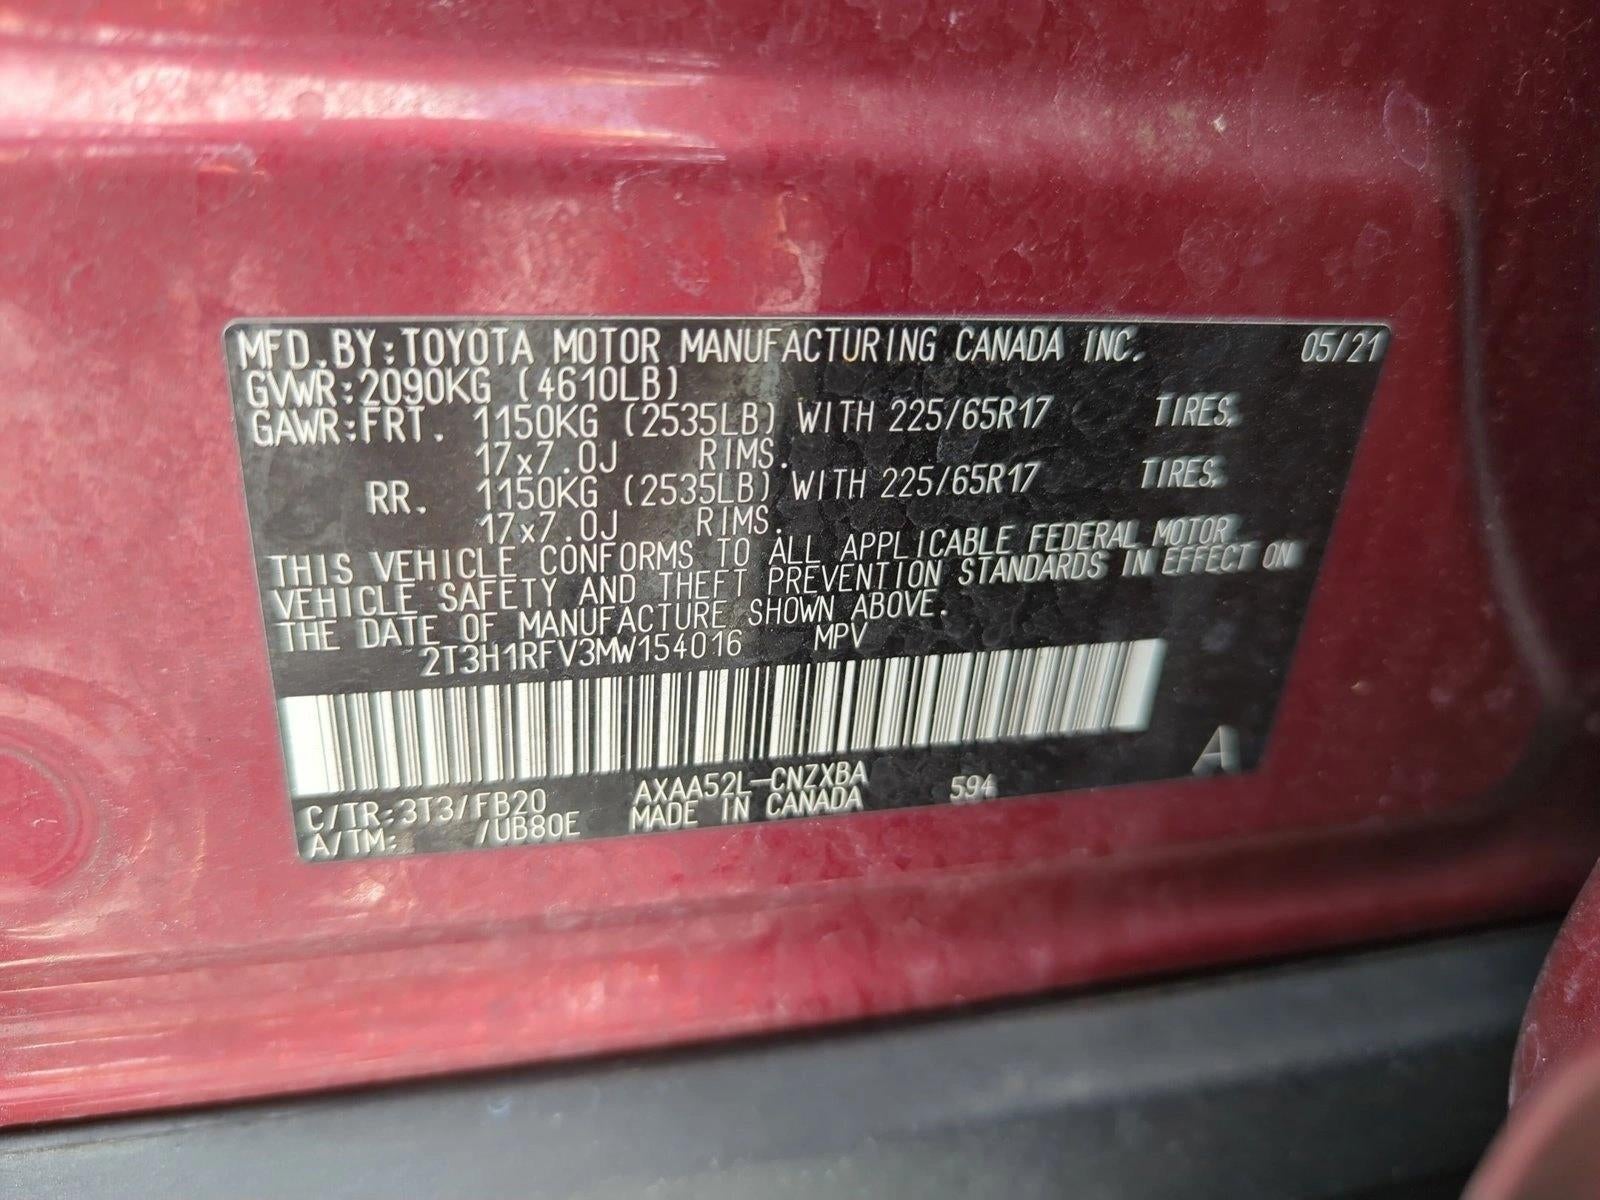 MFD.BY:TOYOTA MOTOR MANUFACTURING CANADA INC. 05/21
GVWR:2090KG (4610LB)
GAWR:FRT. 1150KG (2535LB) WITH 225/65R17 TIRES,
17x7.0J RIMS.
RR. 1150KG (2535LB) WITH 225/65R17 TIRES,
17x7.0J RIMS.
THIS VEHICLE CONFORMS TO ALL APPLICABLE FEDERAL MOTOR
VEHICLE SAFETY AND THEFT PREVENTION STANDARDS IN EFFECT ON
THE DATE OF MANUFACTURE SHOWN ABOVE.
2T3H1RFV3MW154016 MPV
A
C/TR:3T3/FB20 AXAA52L-CNZXBA 594
A/TM: /UB80E MADE IN CANADA